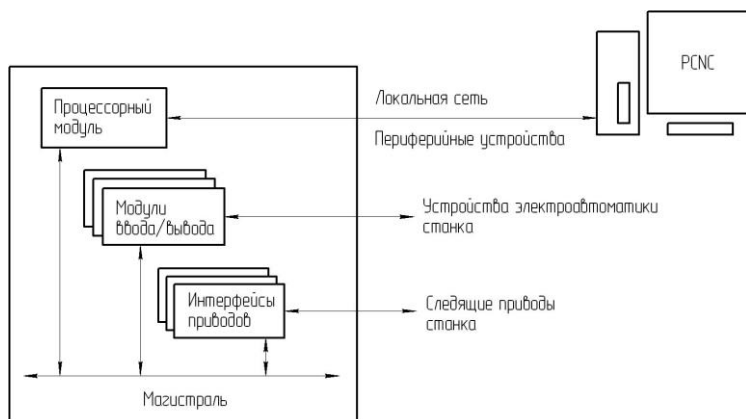 PCNC
Процессорный
модуль
Локальная сеть
Периферийные устройства
Модули
ввода/вывода
Устройства электроавтоматики
станка
Интерфейсы
приводов
Следящие приводы
станка
Магистраль